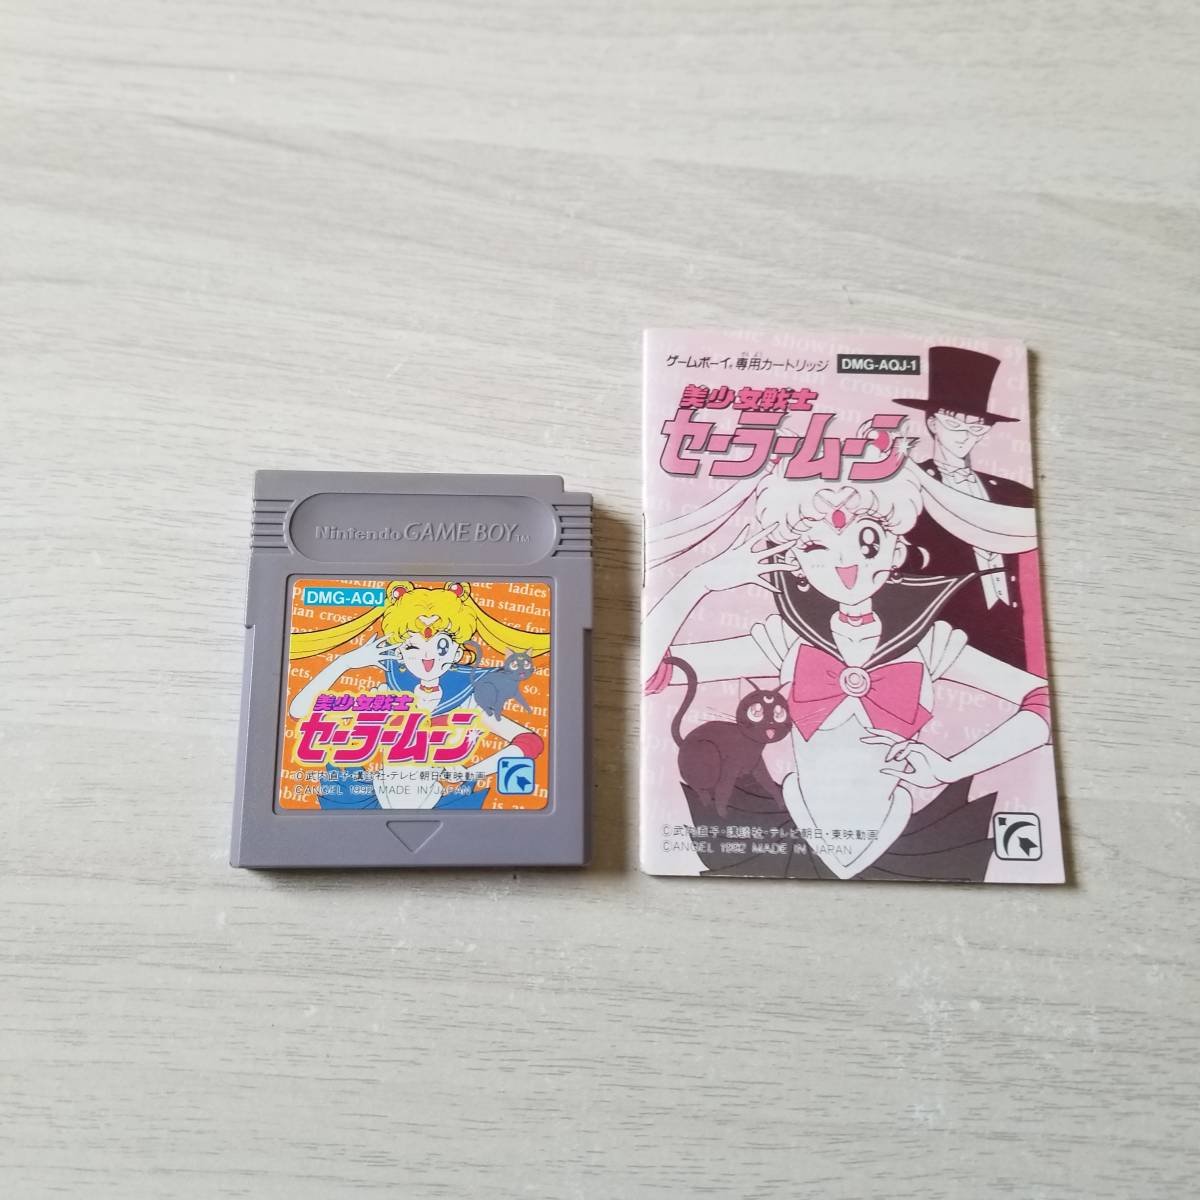 Nintendo GAME BOY TM
DMG-AQJ
美少女戦士
セーラームーン
©武内直子・講談社・テレビ朝日・東映動画
©ANGEL 1992 MADE IN JAPAN
ゲームボーイ専用カートリッジ DMG-AQJ-1
美少女戦士
セーラームーン
©武内直子・講談社・テレビ朝日・東映動画
©ANGEL 1992 MADE IN JAPAN